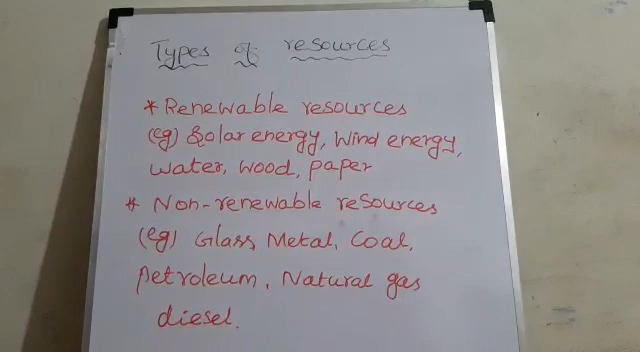 Types of resources
* Renewable resources
(eg) Solar energy, Wind energy,
Water, Wood, paper
* Non-renewable resources
(eg) Glass, Metal, Coal,
petroleum, Natural gas
diesel.